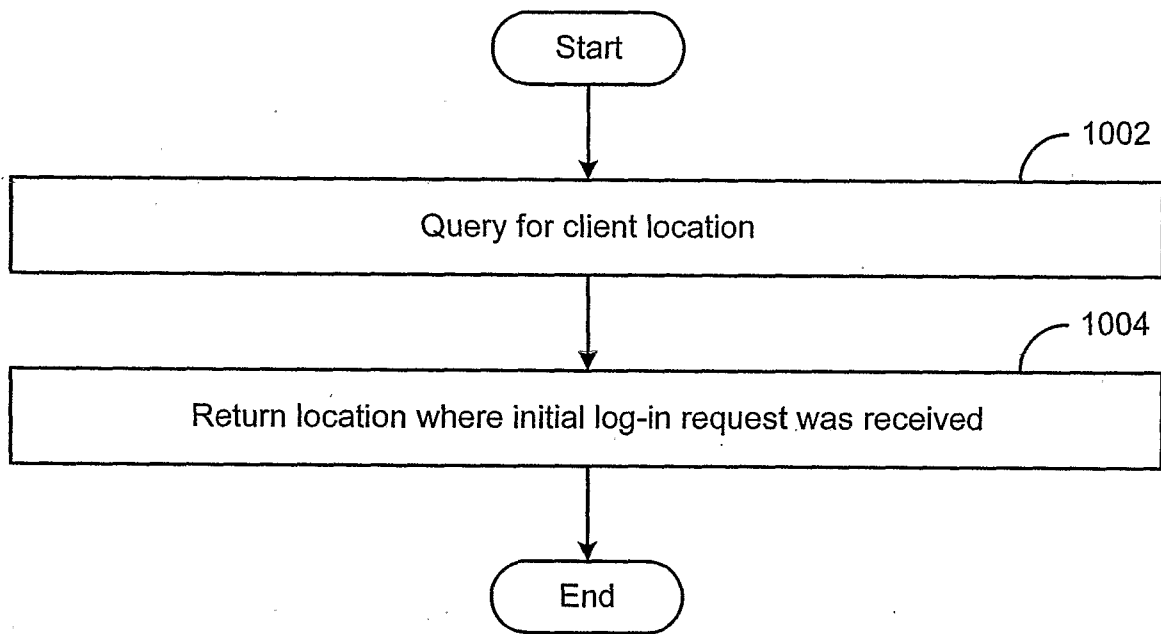 Start
1002
Query for client location
1004
Return location where initial log-in request was received
End